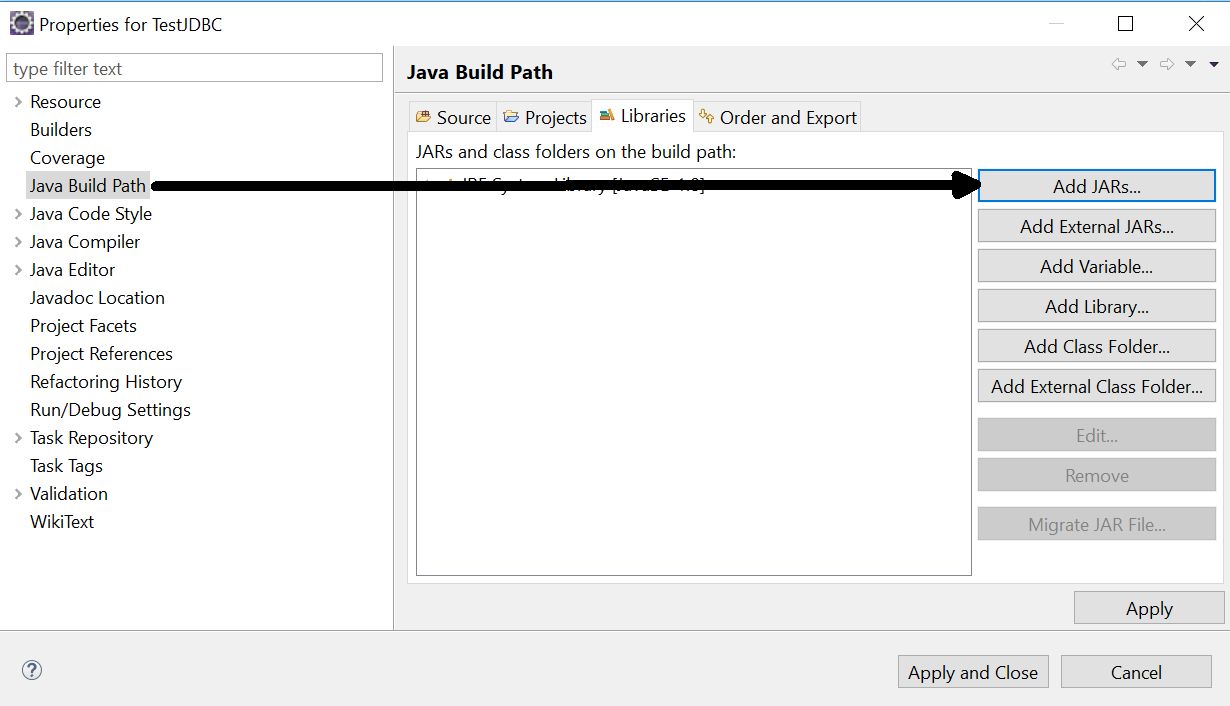 Properties for TestJDBC
type filter text
Resource
Builders
Coverage
Java Build Path
Java Code Style
Java Compiler
Java Editor
Javadoc Location
Project Facets
Project References
Refactoring History
Run/Debug Settings
Task Repository
Task Tags
Validation
WikiText
Java Build Path
Source Projects Libraries Order and Export
JARs and class folders on the build path:
Add JARs...
Add External JARs...
Add Variable...
Add Library...
Add Class Folder...
Add External Class Folder...
Edit...
Remove
Migrate JAR File...
Apply
Apply and Close Cancel